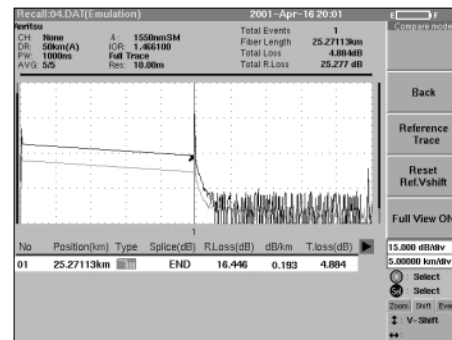 Recall:04.DAT(Emulation) 2001-Apr-16 20:01
E F
Anritsu
Compare mode
CH: None λ: 1550nmSM Total Events 1
DR: 50km(A) IOR: 1.466100 Fiber Length 25.27113km
PW: 1000ns Full Trace Total Loss 4.884dB
AVG: 5/5 Res: 10.00m Total R.Loss 25.277 dB
Back
Reference
Trace
Reset
Ref.Vshift
Full View ON
1
No Position(km) Type Splice(dB) R.Loss(dB) dB/km T.loss(dB)
01 25.27113km END 16.446 0.193 4.884
15.000 dB/div
5.00000 km/div
: Select
Sel : Select
Zoom Shift Even
↕ : V-Shift
↔ :